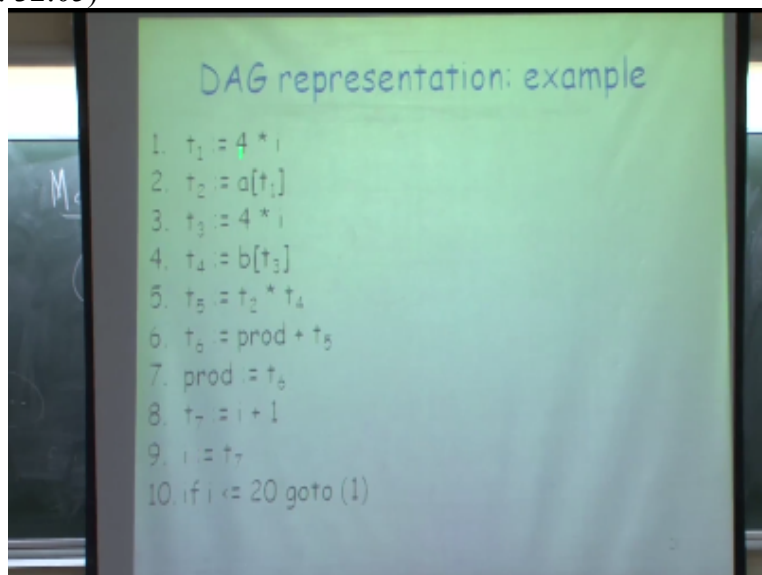 DAG representation: example
1. t₁ := 4 * i
2. t₂ := a[t₁]
3. t₃ := 4 * i
4. t₄ := b[t₃]
5. t₅ := t₂ * t₄
6. t₆ := prod + t₅
7. prod := t₆
8. t₇ := i + 1
9. i := t₇
10. if i <= 20 goto (1)